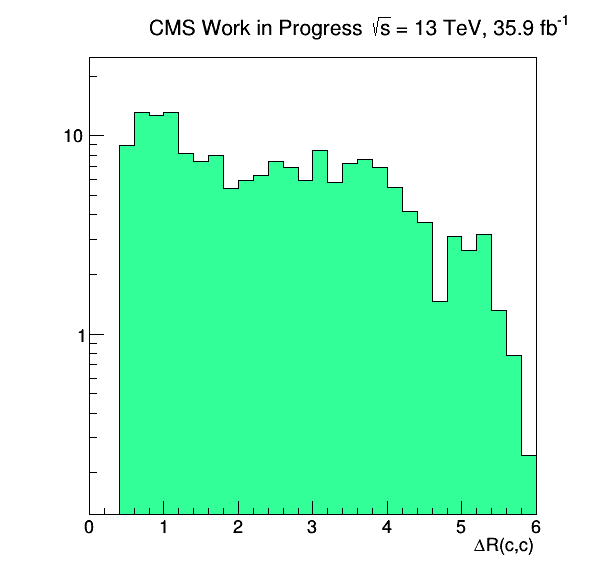 CMS Work in Progress √s = 13 TeV, 35.9 fb⁻¹
10
1
0 1 2 3 4 5 6
ΔR(c,c)